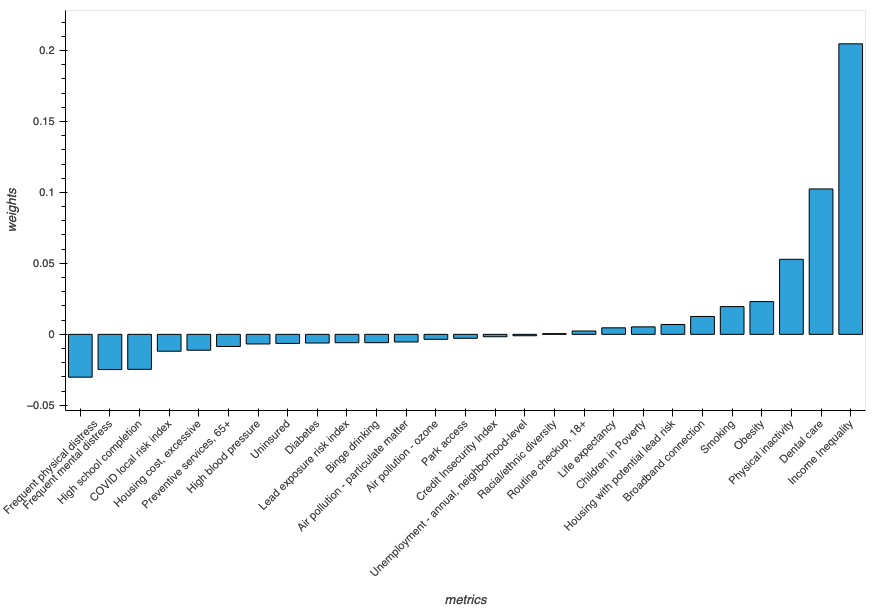 0.2
0.15
0.1
0.05
0
−0.05
weights
Frequent physical distress
Frequent mental distress
High school completion
COVID local risk index
Housing cost, excessive
Preventive services, 65+
High blood pressure
Uninsured
Diabetes
Lead exposure risk index
Binge drinking
Air pollution - particulate matter
Air pollution - ozone
Park access
Credit Insecurity Index
Unemployment - annual, neighborhood-level
Racial/ethnic diversity
Routine checkup, 18+
Life expectancy
Children in Poverty
Housing with potential lead risk
Broadband connection
Smoking
Obesity
Physical inactivity
Dental care
Income Inequality
metrics